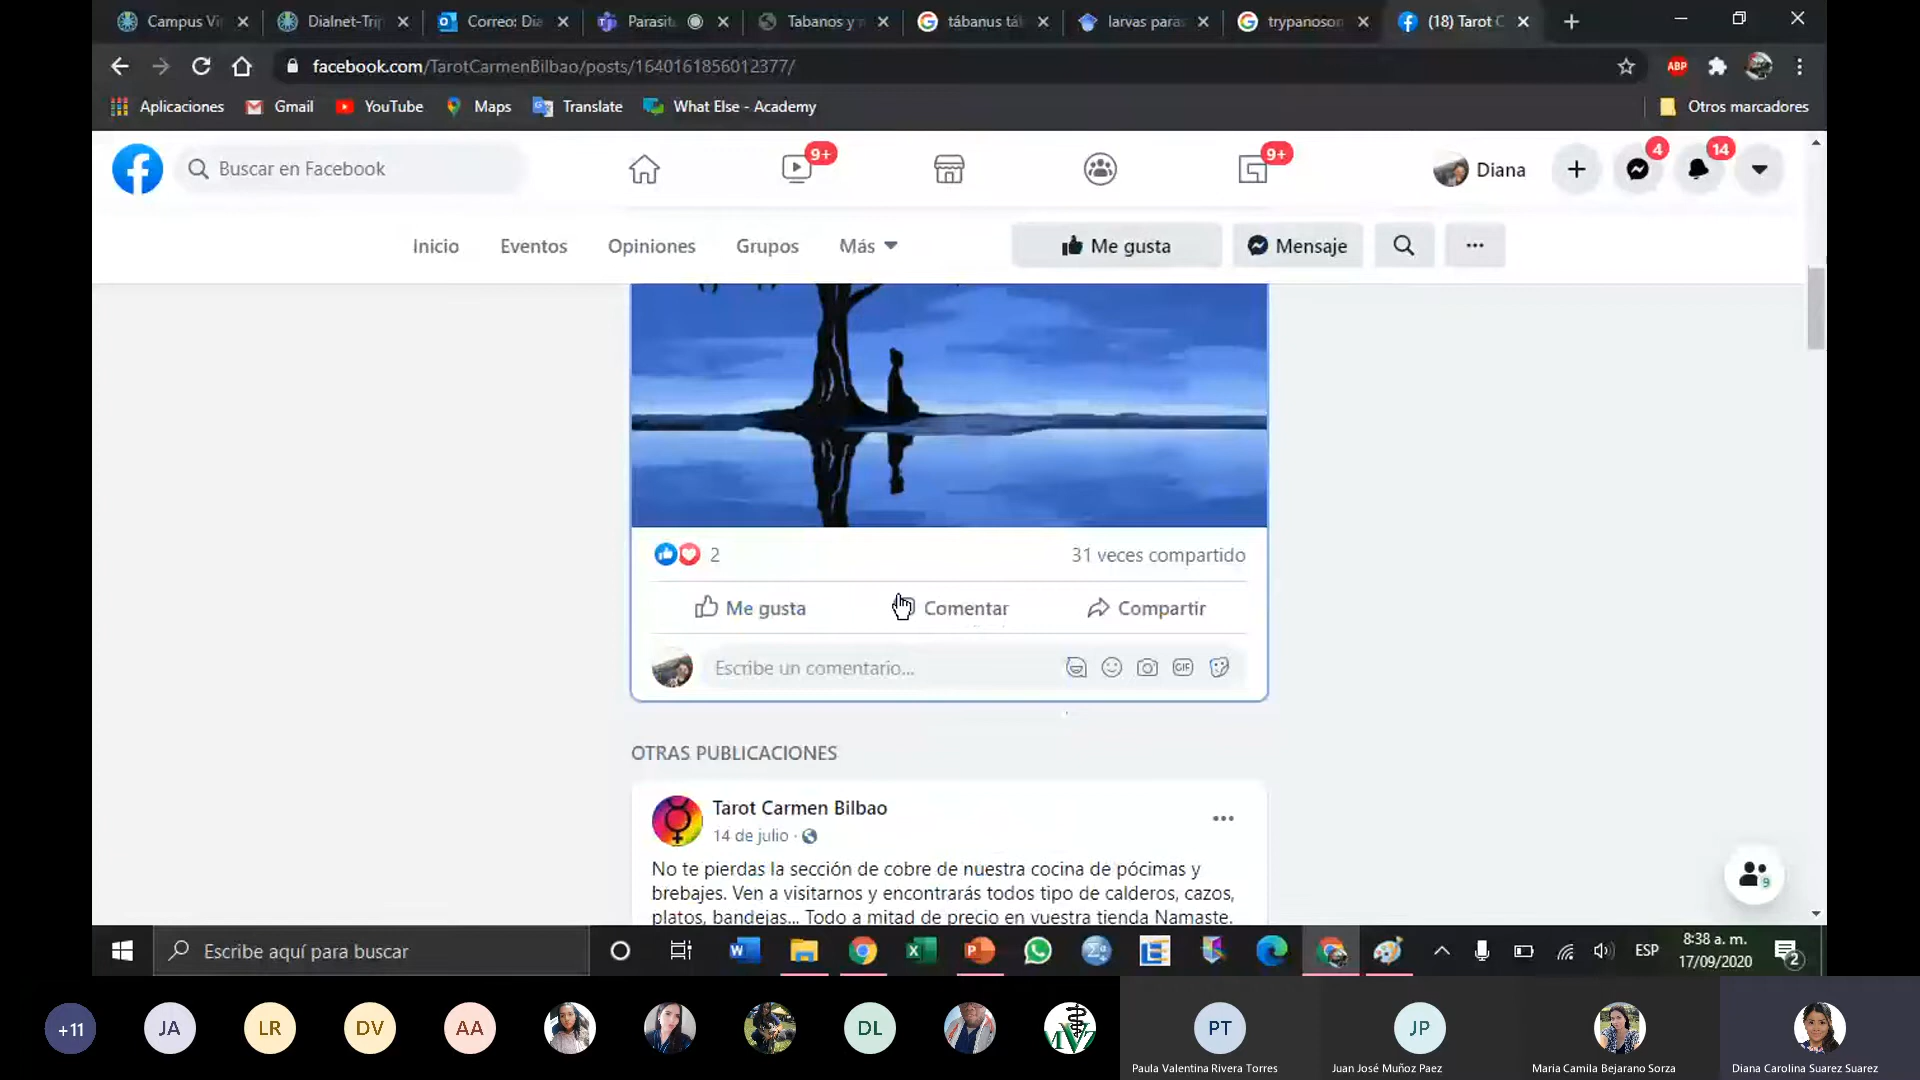 Campus Vi
Dialnet-Trip
Correo: Dia
Parasit
Tabanos y
tábanus tá
larvas para
trypanoson
(18) Tarot C
facebook.com/TarotCarmenBilbao/posts/1640161856012377/
ABP
Aplicaciones
Gmail
YouTube
Maps
Translate
What Else - Academy
Otros marcadores
Buscar en Facebook
9+
9+
Diana
4
14
Inicio
Eventos
Opiniones
Grupos
Más
Me gusta
Mensaje
2
31 veces compartido
Me gusta
Comentar
Compartir
Escribe un comentario...
GIF
OTRAS PUBLICACIONES
Tarot Carmen Bilbao
14 de julio ·
No te pierdas la sección de cobre de nuestra cocina de pócimas y
brebajes. Ven a visitarnos y encontrarás todos tipo de calderos, cazos,
platos, bandejas... Todo a mitad de precio en vuestra tienda Namaste.
9
Escribe aquí para buscar
ESP
8:38 a. m.
17/09/2020
2
+11
JA
LR
DV
AA
DL
MVZ
PT
JP
Paula Valentina Rivera Torres
Juan José Muñoz Paez
Maria Camila Bejarano Sorza
Diana Carolina Suarez Suarez